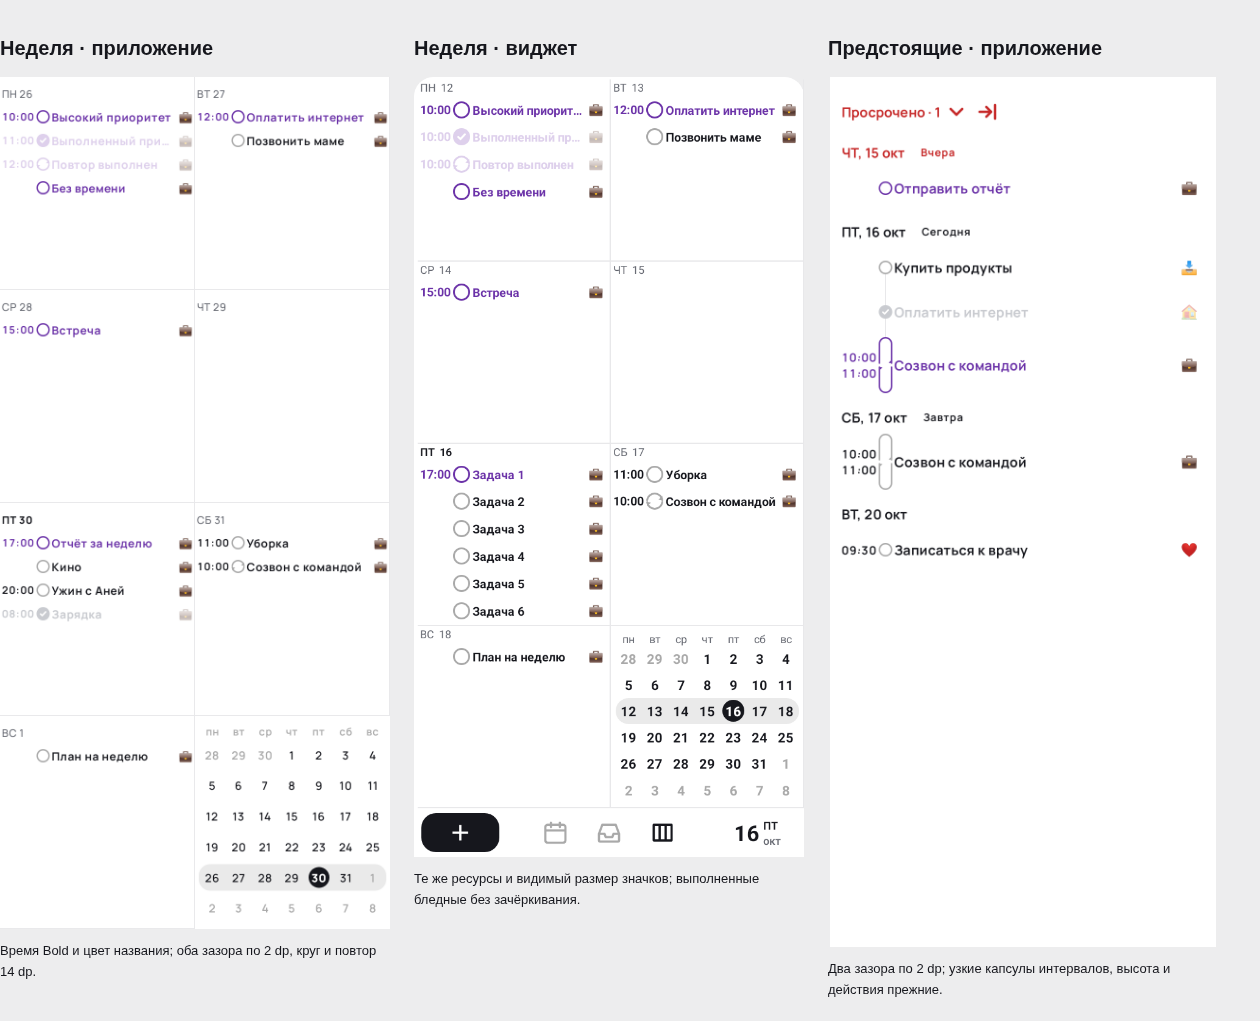 Неделя · приложение
ПН 26
10:00 Высокий приоритет
11:00 Выполненный при...
12:00 Повтор выполнен
Без времени
ВТ 27
12:00 Оплатить интернет
Позвонить маме
СР 28
15:00 Встреча
ЧТ 29
ПТ 30
17:00 Отчёт за неделю
Кино
20:00 Ужин с Аней
08:00 Зарядка
СБ 31
11:00 Уборка
10:00 Созвон с командой
ВС 1
План на неделю
пн вт ср чт пт сб вс
28 29 30 1 2 3 4
5 6 7 8 9 10 11
12 13 14 15 16 17 18
19 20 21 22 23 24 25
26 27 28 29 30 31 1
2 3 4 5 6 7 8
Время Bold и цвет названия; оба зазора по 2 dp, круг и повтор
14 dp.
Неделя · виджет
ПН 12
10:00 Высокий приорит...
10:00 Выполненный пр...
10:00 Повтор выполнен
Без времени
ВТ 13
12:00 Оплатить интернет
Позвонить маме
СР 14
15:00 Встреча
ЧТ 15
ПТ 16
17:00 Задача 1
Задача 2
Задача 3
Задача 4
Задача 5
Задача 6
СБ 17
11:00 Уборка
10:00 Созвон с командой
ВС 18
План на неделю
пн вт ср чт пт сб вс
28 29 30 1 2 3 4
5 6 7 8 9 10 11
12 13 14 15 16 17 18
19 20 21 22 23 24 25
26 27 28 29 30 31 1
2 3 4 5 6 7 8
16 ПТ
окт
Те же ресурсы и видимый размер значков; выполненные
бледные без зачёркивания.
Предстоящие · приложение
Просрочено · 1
ЧТ, 15 окт Вчера
Отправить отчёт
ПТ, 16 окт Сегодня
Купить продукты
Оплатить интернет
10:00
11:00
Созвон с командой
СБ, 17 окт Завтра
10:00
11:00
Созвон с командой
ВТ, 20 окт
09:30 Записаться к врачу
Два зазора по 2 dp; узкие капсулы интервалов, высота и
действия прежние.